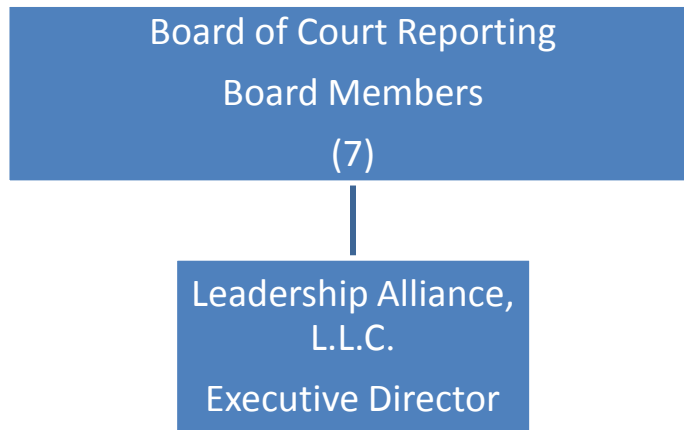 Board of Court Reporting
Board Members
(7)
Leadership Alliance,
L.L.C.
Executive Director